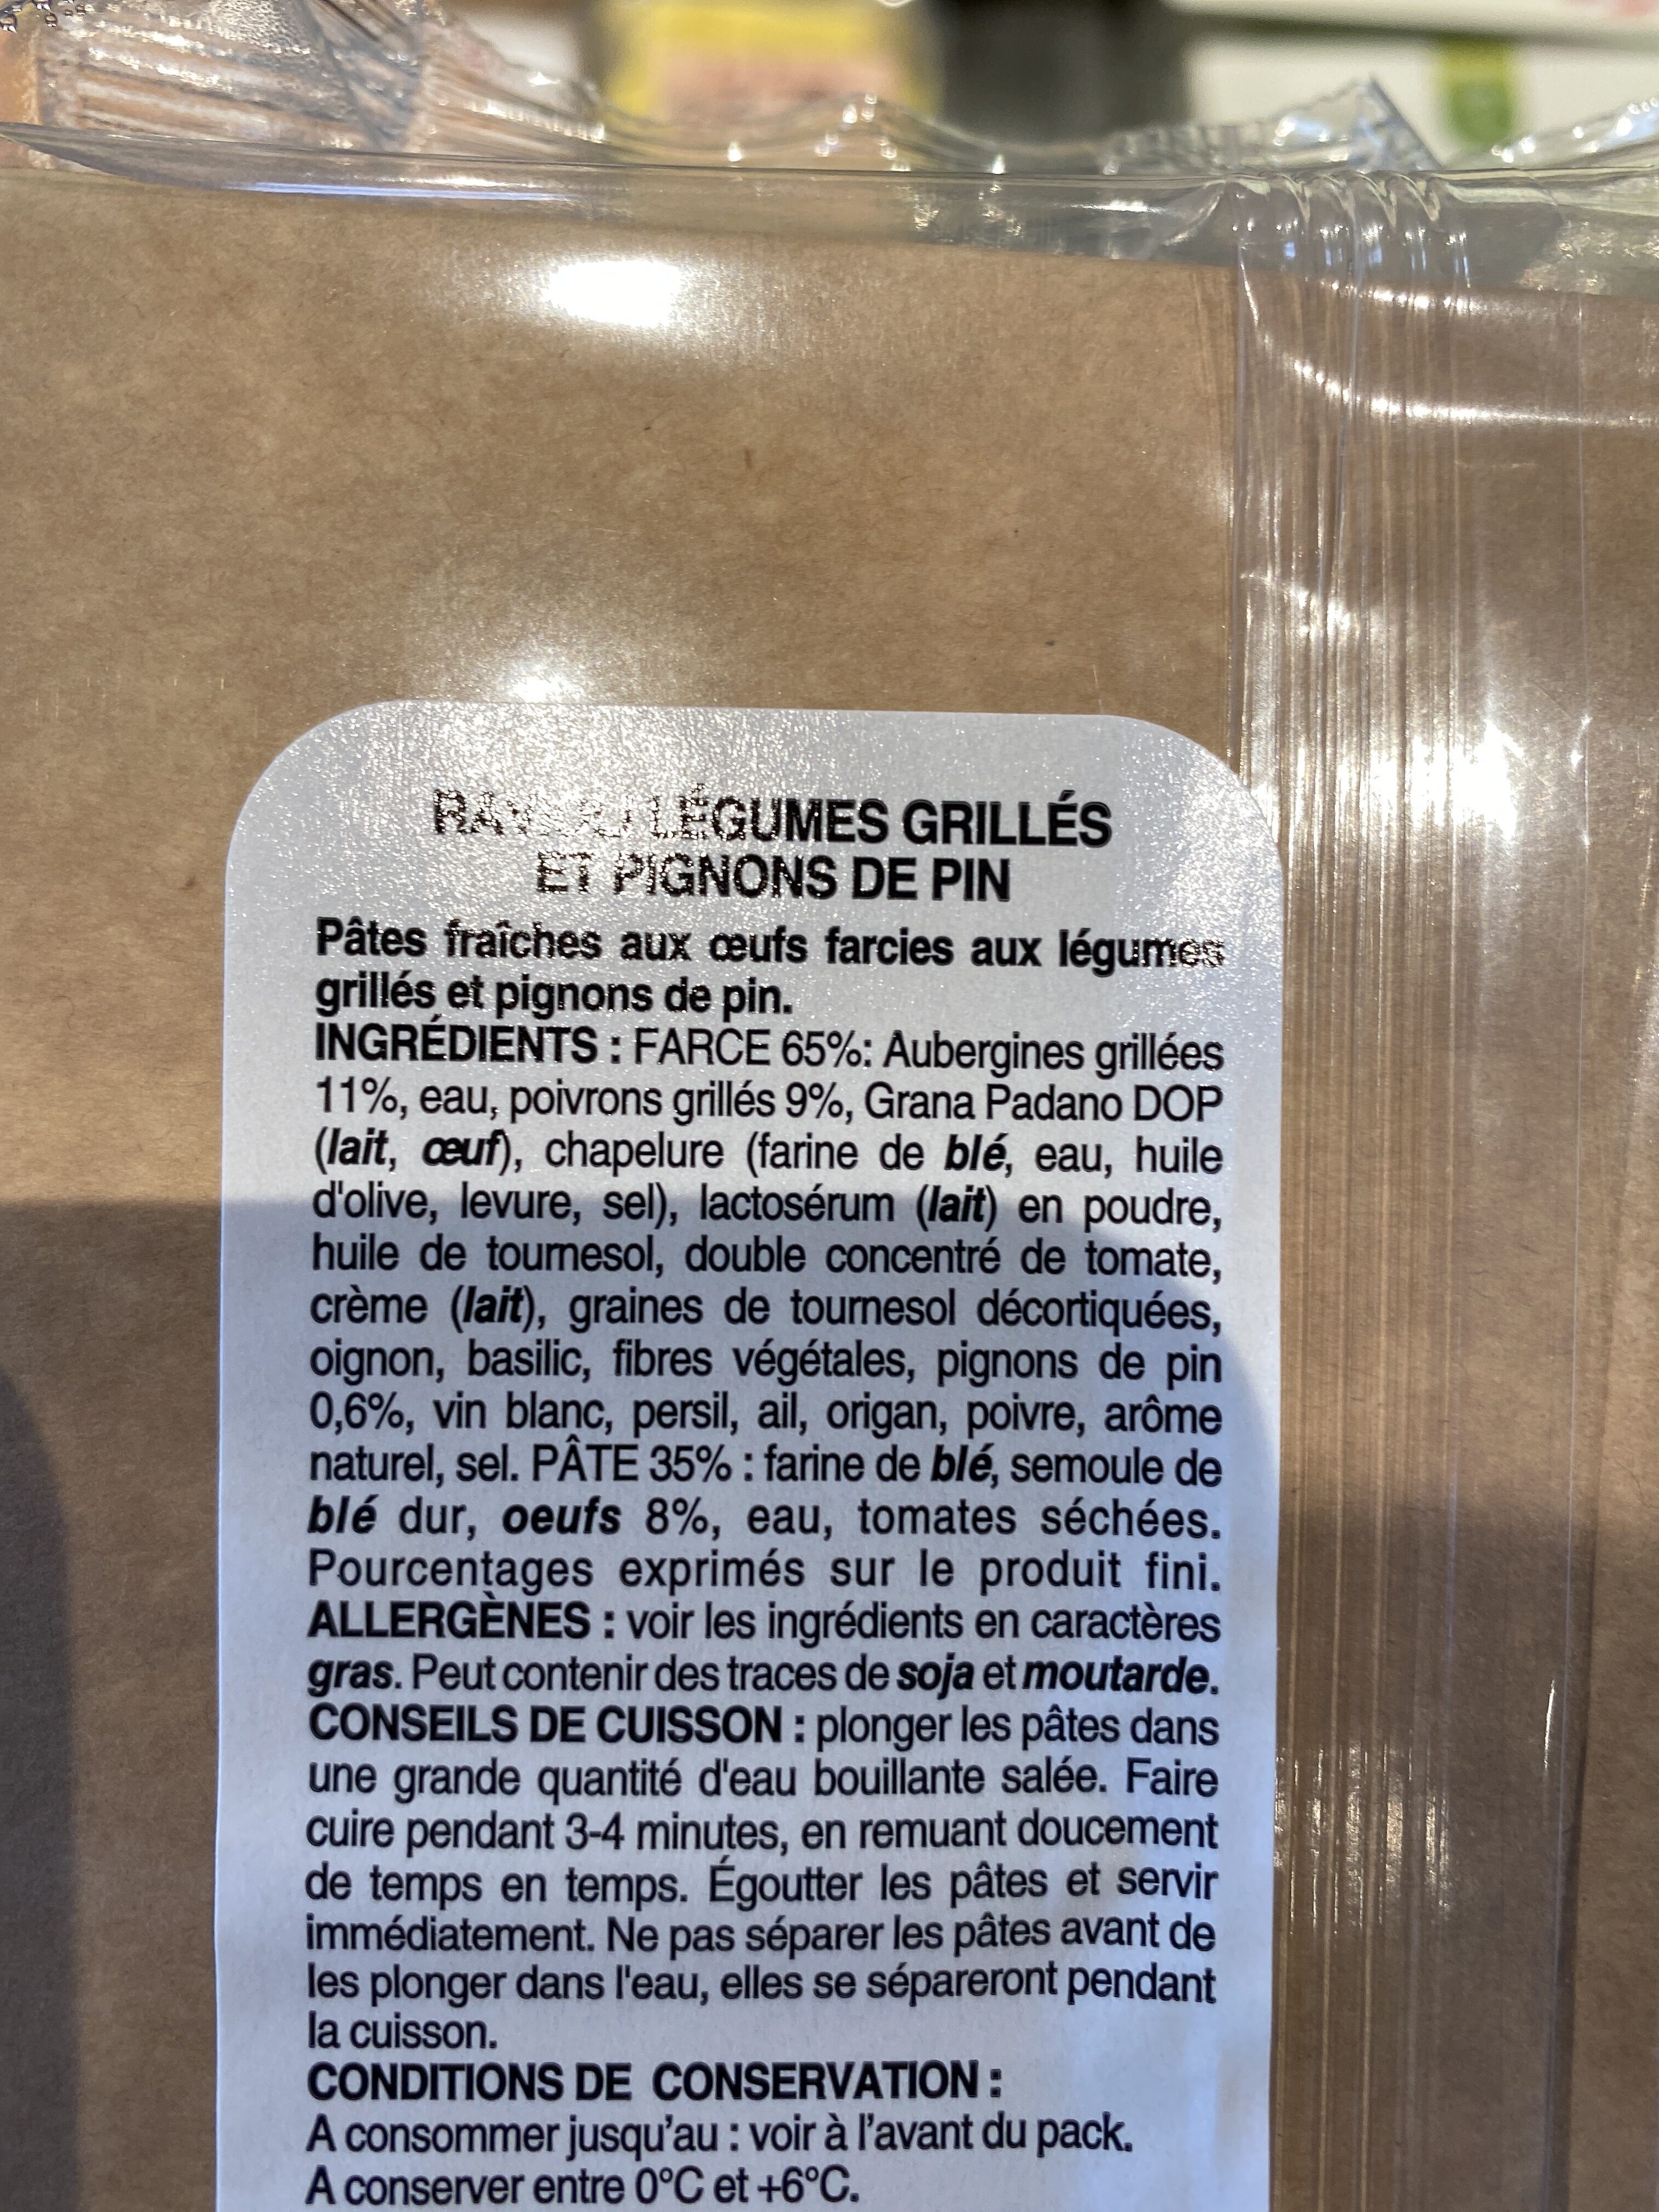 LÉGUMES GRILLÉS
ET PIGNONS DE PIN
Pâtes fraîches aux œufs farcies aux légumes
grillés et pignons de pin.
INGRÉDIENTS : FARCE 65%: Aubergines grillées
11%, eau, poivrons grillés 9%, Grana Padano DOP
(lait, œuf), chapelure (farine de blé, eau, huile
d'olive, levure, sel), lactosérum (lait) en poudre,
huile de tournesol, double concentré de tomate,
crème (lait), graines de tournesol décortiquées,
oignon, basilic, fibres végétales, pignons de pin
0,6%, vin blanc, persil, ail, origan, poivre, arôme
naturel, sel. PÂTE 35% : farine de blé, semoule de
blé dur, oeufs 8%, eau, tomates séchées.
Pourcentages exprimés sur le produit fini.
ALLERGÈNES : voir les ingrédients en caractères
gras. Peut contenir des traces de soja et moutarde.
CONSEILS DE CUISSON : plonger les pâtes dans
une grande quantité d'eau bouillante salée. Faire
cuire pendant 3-4 minutes, en remuant doucement
de temps en temps. Égoutter les pâtes et servir
immédiatement. Ne pas séparer les pâtes avant de
les plonger dans l'eau, elles se sépareront pendant
la cuisson.
CONDITIONS DE CONSERVATION :
A consommer jusqu’au : voir à l’avant du pack.
A conserver entre 0°C et +6°C.